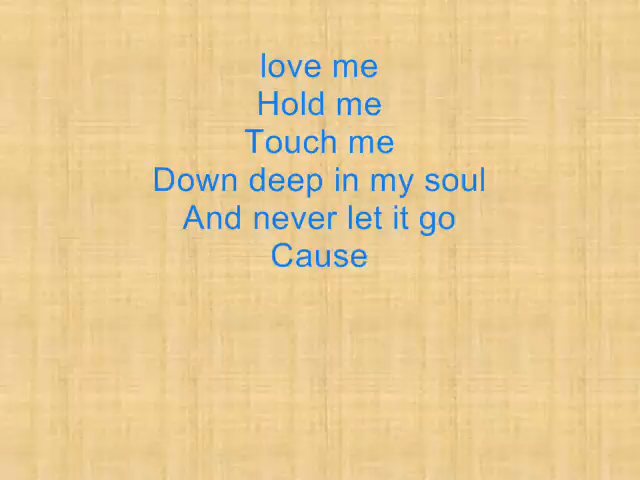 love me
Hold me
Touch me
Down deep in my soul
And never let it go
Cause